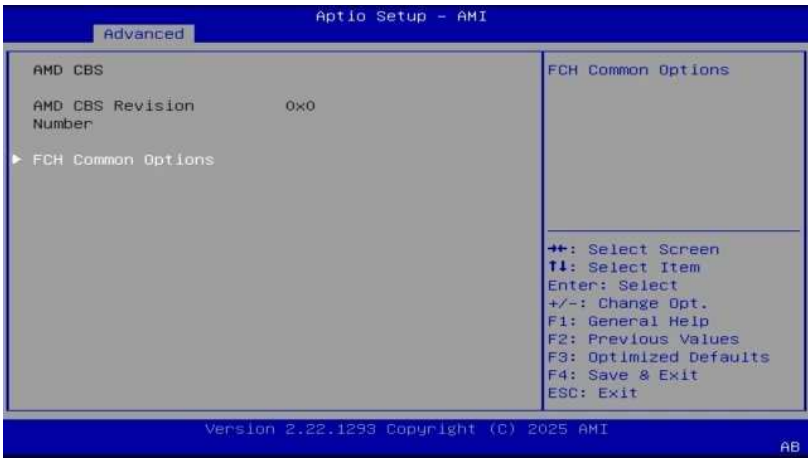 Aptio Setup - AMI
Advanced
AMD CBS
AMD CBS Revision 0x0
Number
► FCH Common Options
FCH Common Options
→←: Select Screen
↑↓: Select Item
Enter: Select
+/-: Change Opt.
F1: General Help
F2: Previous Values
F3: Optimized Defaults
F4: Save & Exit
ESC: Exit
Version 2.22.1293 Copyright (C) 2025 AMI
AB